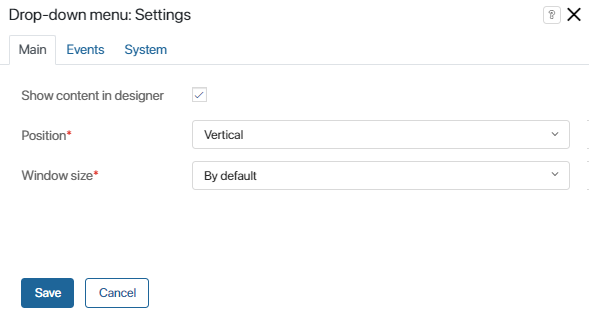 Drop-down menu: Settings
?
Main Events System
Show content in designer
Position* Vertical
Window size* By default
Save Cancel